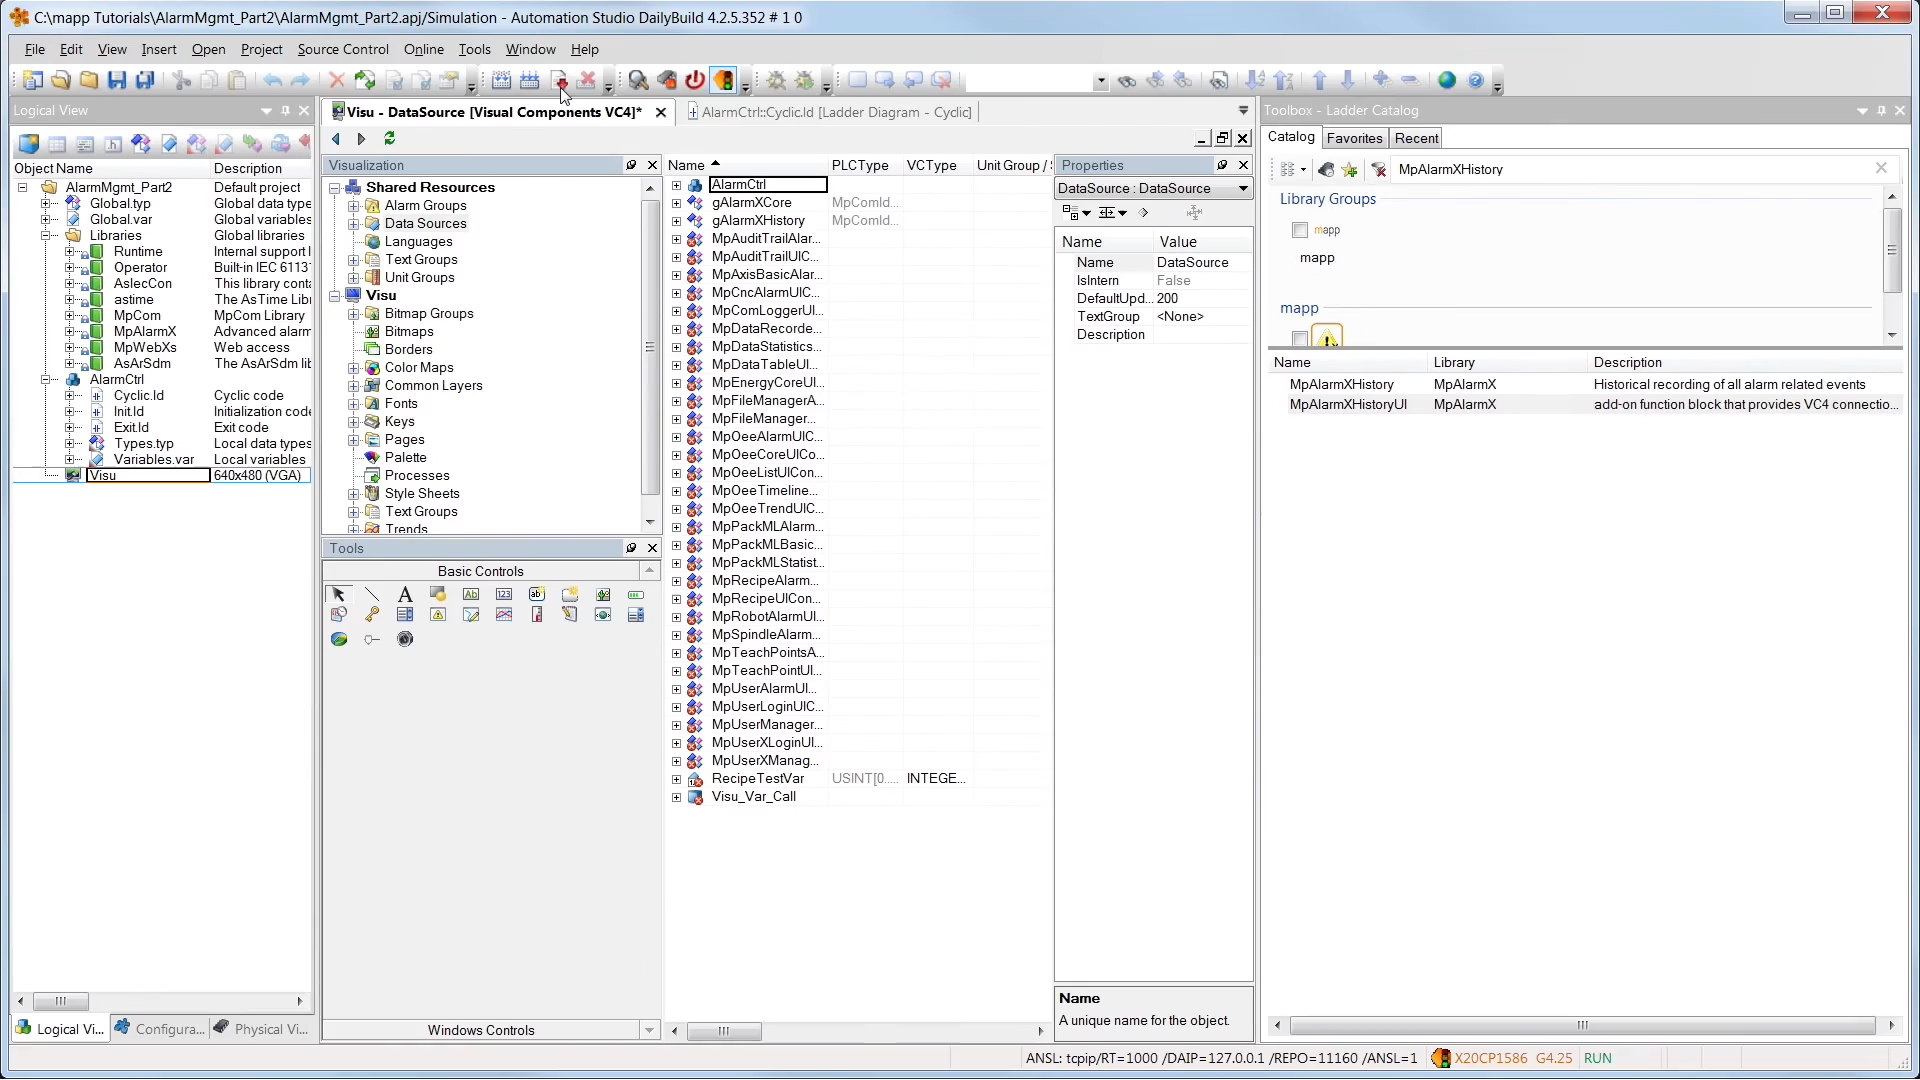 C:\mapp Tutorials\AlarmMgmt_Part2\AlarmMgmt_Part2.apj/Simulation - Automation Studio DailyBuild 4.2.5.352 # 1 0
File Edit View Insert Open Project Source Control Online Tools Window Help
Logical View
Object Name Description
AlarmMgmt_Part2 Default project
Global.typ Global data type
Global.var Global variables
Libraries Global libraries
Runtime Internal support l
Operator Built-in IEC 6113
AslecCon This library conta
astime The AsTime Libr
MpCom MpCom Library
MpAlarmX Advanced alarm
MpWebXs Web access
AsArSdm The AsArSdm lib
AlarmCtrl
Cyclic.ld Cyclic code
Init.ld Initialization code
Exit.ld Exit code
Types.typ Local data types
Variables.var Local variables
Visu 640x480 (VGA)
Logical Vi... Configura... Physical Vi...
Visu - DataSource [Visual Components VC4]*
AlarmCtrl::Cyclic.ld [Ladder Diagram - Cyclic]
Visualization
Shared Resources
Alarm Groups
Data Sources
Languages
Text Groups
Unit Groups
Visu
Bitmap Groups
Bitmaps
Borders
Color Maps
Common Layers
Fonts
Keys
Pages
Palette
Processes
Style Sheets
Text Groups
Trends
Tools
Basic Controls
Windows Controls
Name PLCType VCType Unit Group / :
AlarmCtrl
gAlarmXCore MpComId...
gAlarmXHistory MpComId...
MpAuditTrailAlar...
MpAuditTrailUIC...
MpAxisBasicAlar...
MpCncAlarmUIC...
MpComLoggerUI...
MpDataRecorde...
MpDataStatistics...
MpDataTableUI...
MpEnergyCoreUI...
MpFileManagerA...
MpFileManager...
MpOeeAlarmUIC...
MpOeeCoreUICo...
MpOeeListUICon...
MpOeeTimeline...
MpOeeTrendUIC...
MpPackMLAlarm...
MpPackMLBasic...
MpPackMLStatist...
MpRecipeAlarm...
MpRecipeUICon...
MpRobotAlarmUI...
MpSpindleAlarm...
MpTeachPointsA...
MpTeachPointUI...
MpUserAlarmUI...
MpUserLoginUIC...
MpUserManager...
MpUserXLoginUI...
MpUserXManag...
RecipeTestVar USINT[0.... INTEGE...
Visu_Var_Call
Properties
DataSource : DataSource
Name Value
Name DataSource
IsIntern False
DefaultUpd... 200
TextGroup <None>
Description
Name
A unique name for the object.
Toolbox - Ladder Catalog
Catalog Favorites Recent
MpAlarmXHistory
Library Groups
mapp
mapp
mapp
Name Library Description
MpAlarmXHistory MpAlarmX Historical recording of all alarm related events
MpAlarmXHistoryUI MpAlarmX add-on function block that provides VC4 connectio...
ANSL: tcpip/RT=1000 /DAIP=127.0.0.1 /REPO=11160 /ANSL=1 X20CP1586 G4.25 RUN